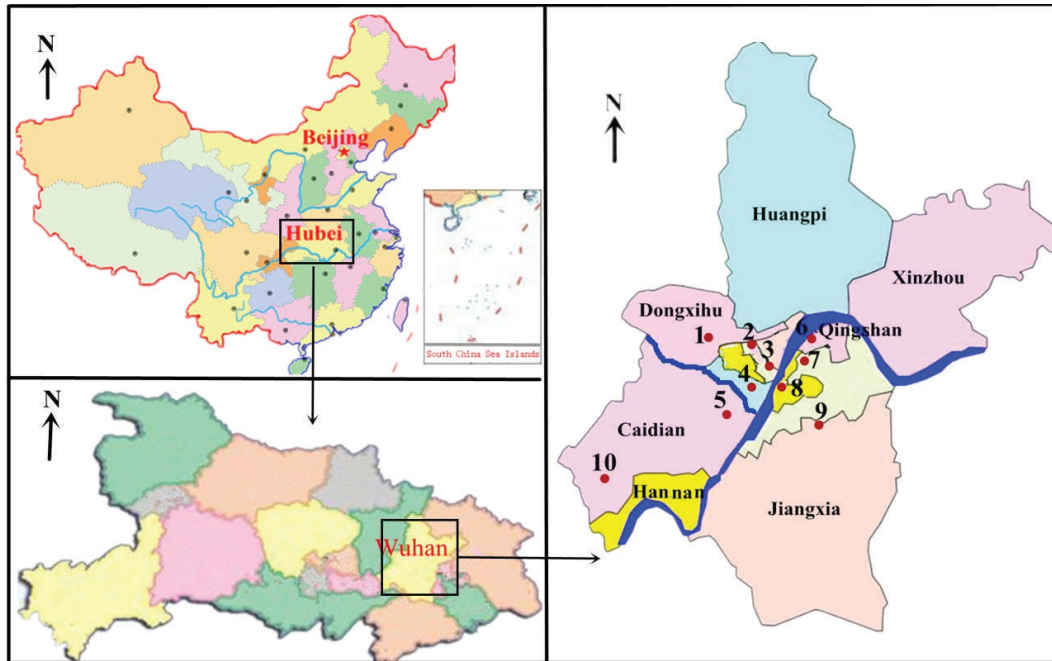 N
Beijing
Hubei
South China Sea Islands
N
Wuhan
N
Huangpi
Xinzhou
Dongxihu
Qingshan
1
2
3
4
5
6
7
8
9
10
Caidian
Hannan
Jiangxia